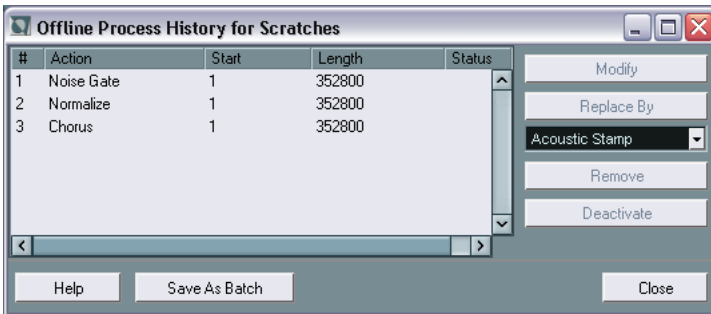 Offline Process History for Scratches
# Action Start Length Status
1 Noise Gate 1 352800
2 Normalize 1 352800
3 Chorus 1 352800
Modify
Replace By
Acoustic Stamp
Remove
Deactivate
Help Save As Batch Close